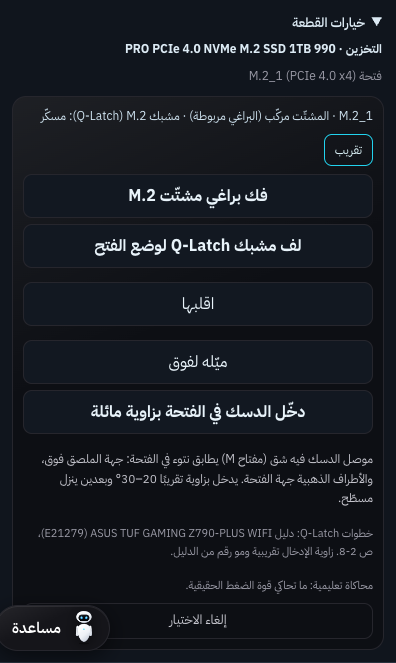 ▼ خيارات القطعة
التخزين · 990 PRO PCIe 4.0 NVMe M.2 SSD 1TB
فتحة M.2_1 (PCIe 4.0 x4)
M.2_1 · المشتّت مركّب (البراغي مربوطة) · مشبك M.2 (Q-Latch): مسكّر
تقريب
فك براغي مشتّت M.2
لف مشبك Q-Latch لوضع الفتح
اقلبها
ميّله لفوق
دخّل الدسك في الفتحة بزاوية مائلة
موصل الدسك فيه شق (مفتاح M) يطابق نتوء في الفتحة: جهة الملصق فوق،
والأطراف الذهبية جهة الفتحة. يدخل بزاوية تقريبًا 20–30° وبعدين ينزل
مسطّح.
خطوات Q-Latch: دليل ASUS TUF GAMING Z790-PLUS WIFI (E21279)،
ص 2-8. زاوية الإدخال تقريبية ومو رقم من الدليل.
محاكاة تعليمية: ما تحاكي قوة الضغط الحقيقية.
إلغاء الاختيار
مساعدة